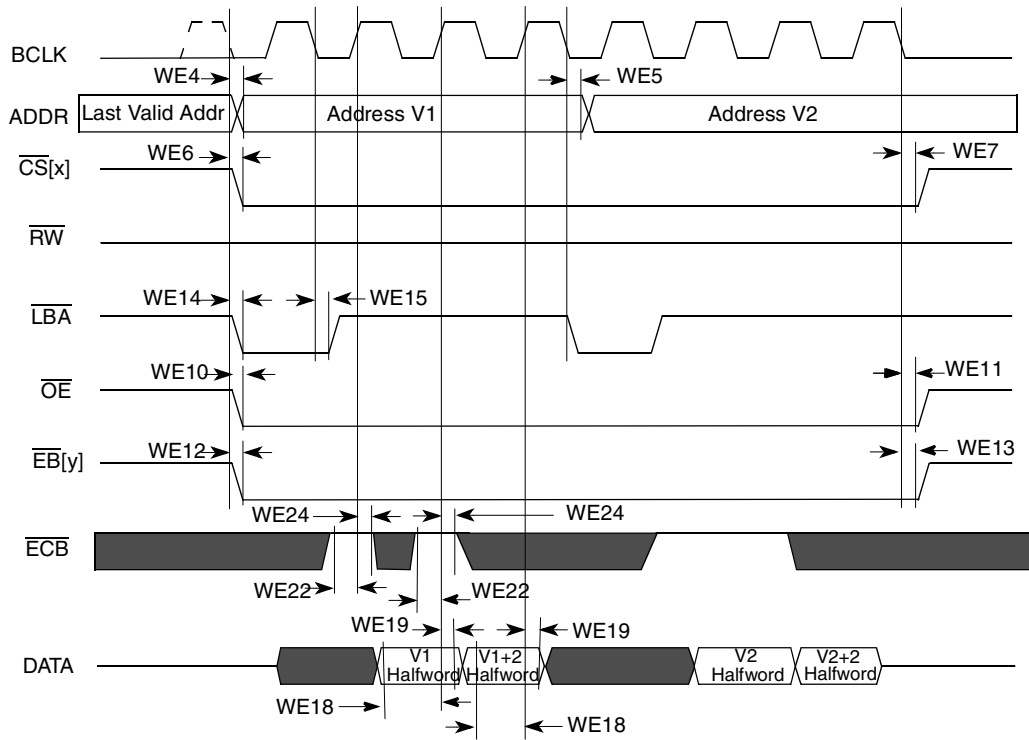 BCLK
WE4
WE5
ADDR
Last Valid Addr
Address V1
Address V2
WE6
WE7
CS[x]
RW
WE14
WE15
LBA
WE10
WE11
OE
WE12
WE13
EB[y]
WE24
WE24
ECB
WE22
WE22
WE19
WE19
DATA
V1
Halfword
V1+2
Halfword
V2
Halfword
V2+2
Halfword
WE18
WE18